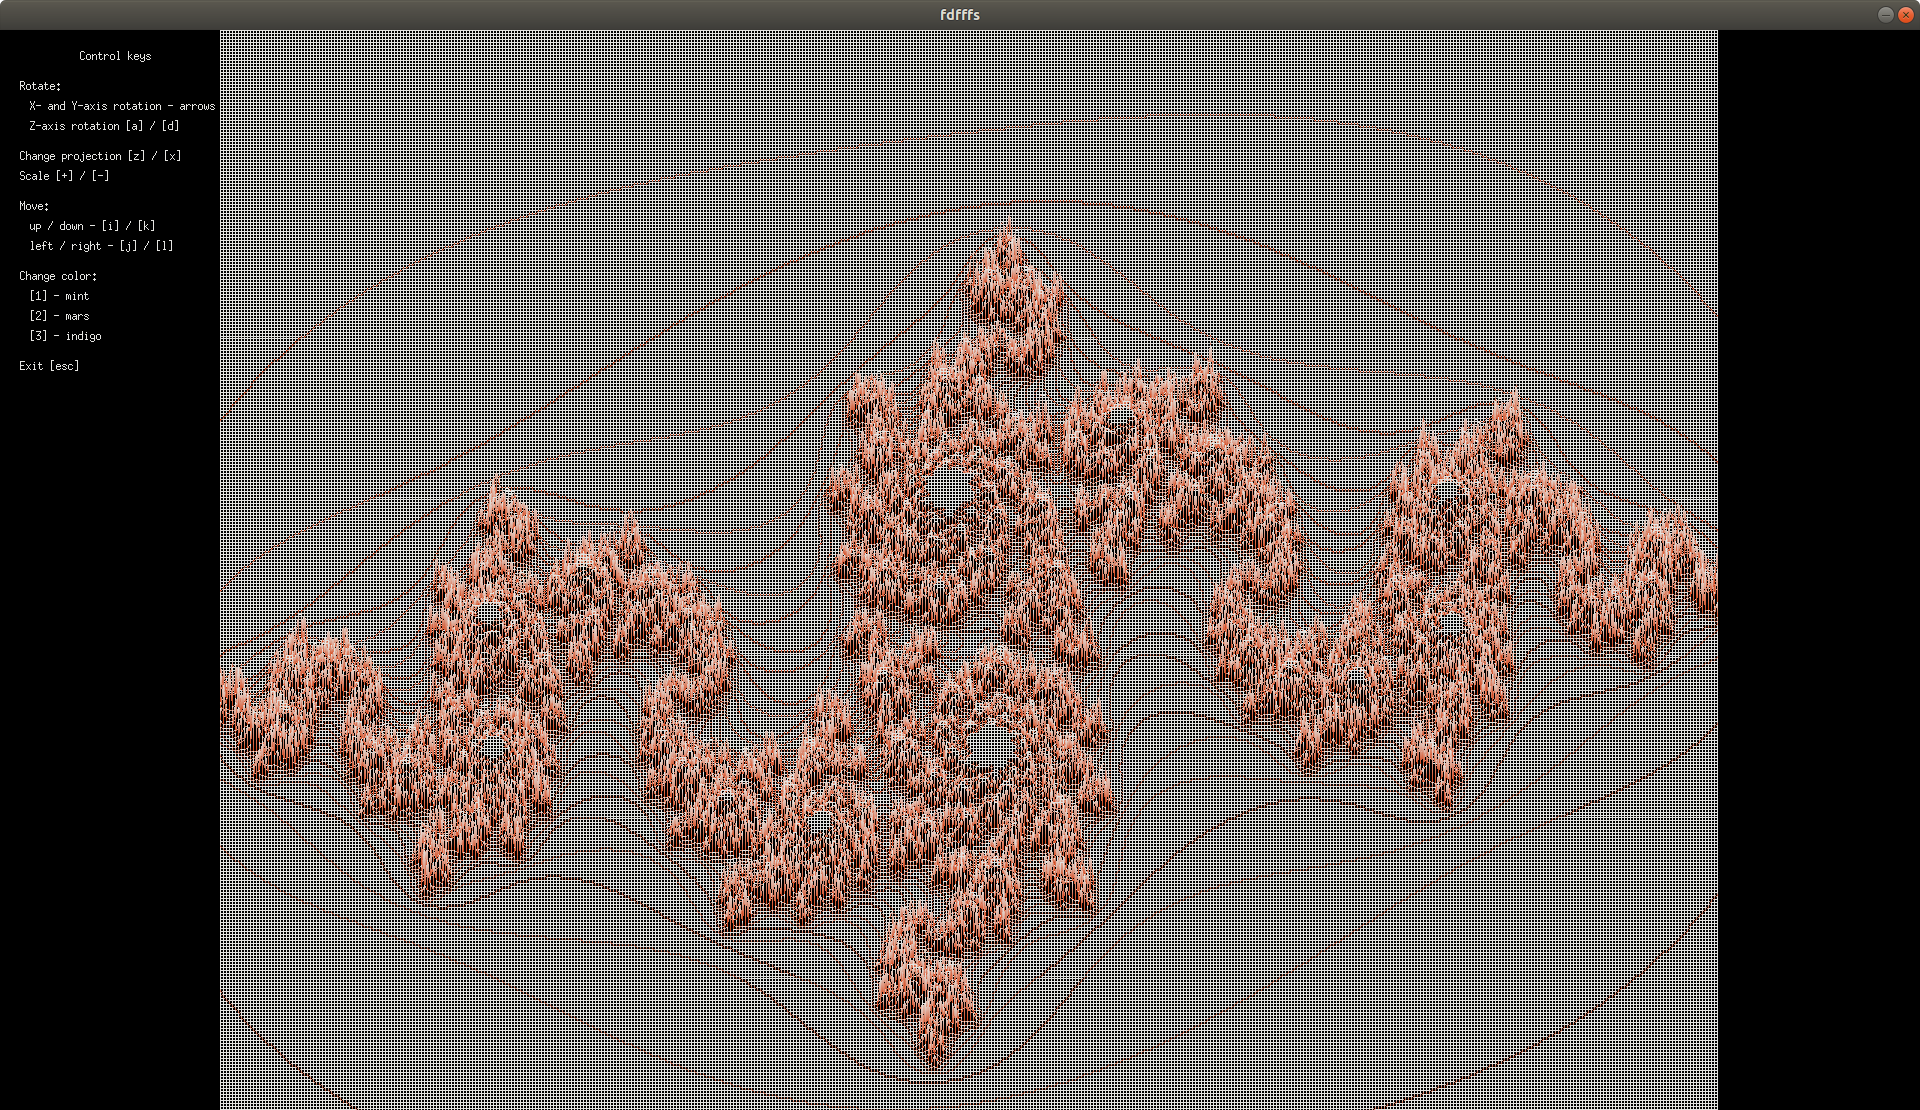 fdfffs
Control keys
Rotate:
X- and Y-axis rotation - arrows
Z-axis rotation [a] / [d]
Change projection [z] / [x]
Scale [+] / [-]
Move:
up / down - [i] / [k]
left / right - [j] / [l]
Change color:
[1] - mint
[2] - mars
[3] - indigo
Exit [esc]